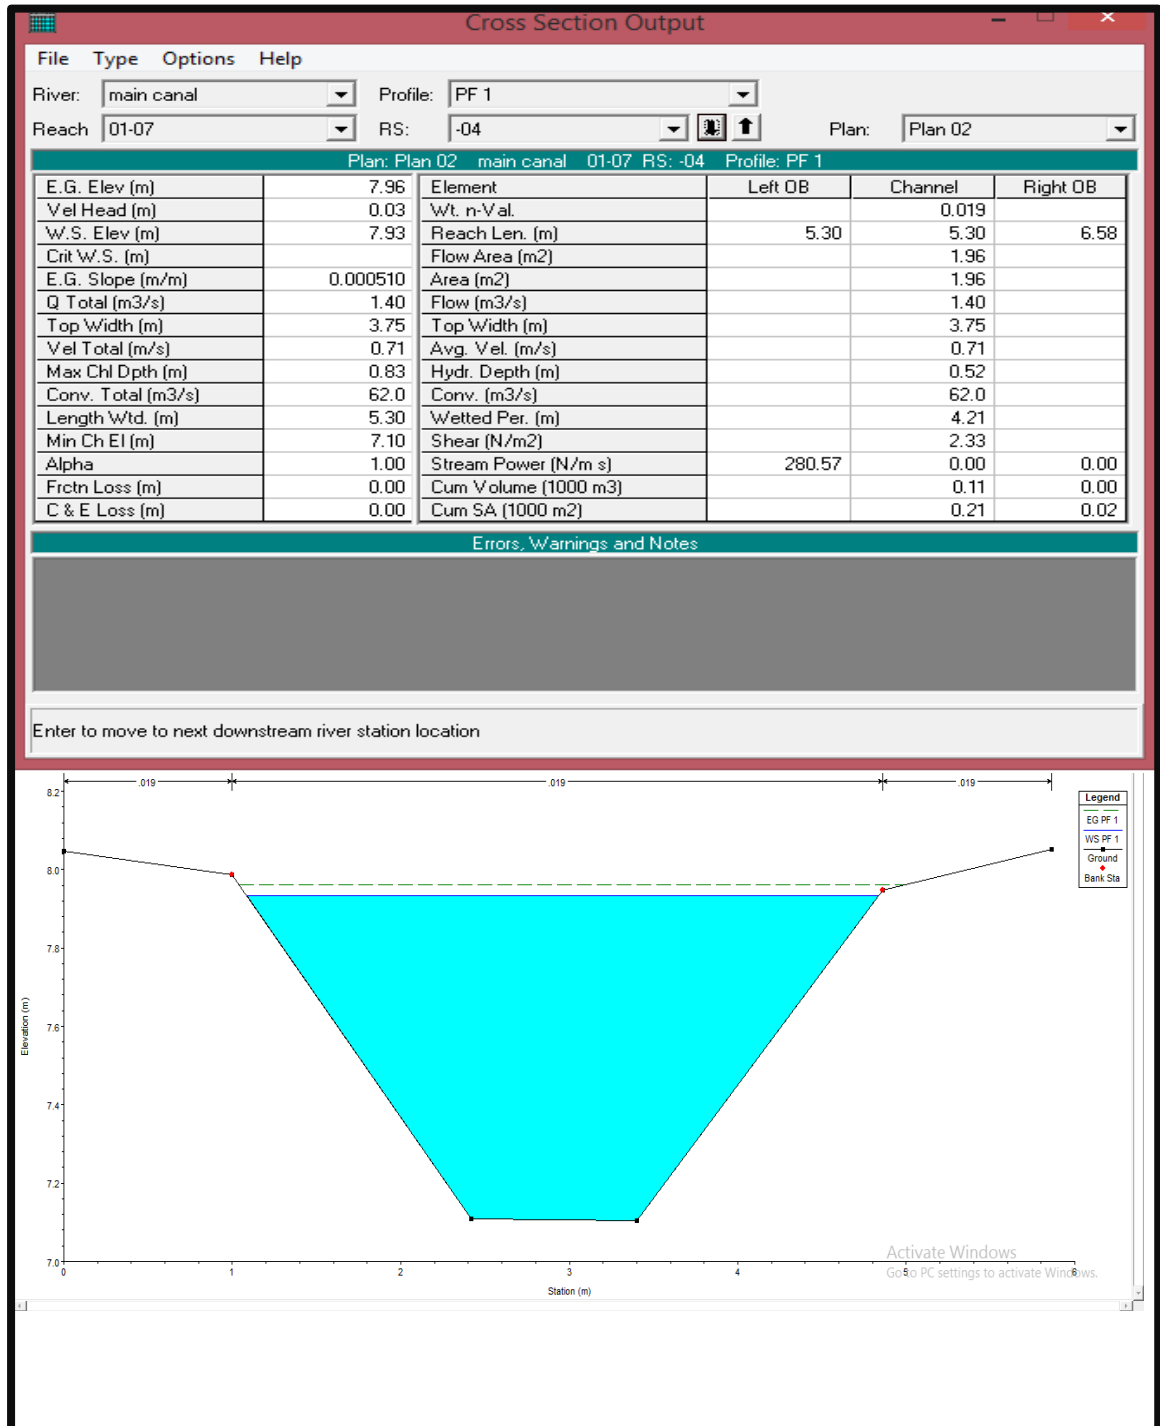 Cross Section Output
File Type Options Help
River: main canal Profile: PF 1
Reach 01-07 RS: -04 Plan: Plan 02
Plan: Plan 02 main canal 01-07 RS: -04 Profile: PF 1
E.G. Elev (m) 7.96 Element Left OB Channel Right OB
Vel Head (m) 0.03 Wt. n-Val. 0.019
W.S. Elev (m) 7.93 Reach Len. (m) 5.30 5.30 6.58
Crit W.S. (m) Flow Area (m2) 1.96
E.G. Slope (m/m) 0.000510 Area (m2) 1.96
Q Total (m3/s) 1.40 Flow (m3/s) 1.40
Top Width (m) 3.75 Top Width (m) 3.75
Vel Total (m/s) 0.71 Avg. Vel. (m/s) 0.71
Max Chl Dpth (m) 0.83 Hydr. Depth (m) 0.52
Conv. Total (m3/s) 62.0 Conv. (m3/s) 62.0
Length Wtd. (m) 5.30 Wetted Per. (m) 4.21
Min Ch El (m) 7.10 Shear (N/m2) 2.33
Alpha 1.00 Stream Power (N/m s) 280.57 0.00 0.00
Frctn Loss (m) 0.00 Cum Volume (1000 m3) 0.11 0.00
C & E Loss (m) 0.00 Cum SA (1000 m2) 0.21 0.02
Errors, Warnings and Notes
Enter to move to next downstream river station location
.019 .019 .019
Legend
EG PF 1
WS PF 1
Ground
Bank Sta
8.2
8.0
7.8
7.6
7.4
7.2
7.0
Elevation (m)
0 1 2 3 4 5 6
Station (m)
Activate Windows
Go to PC settings to activate Windows.